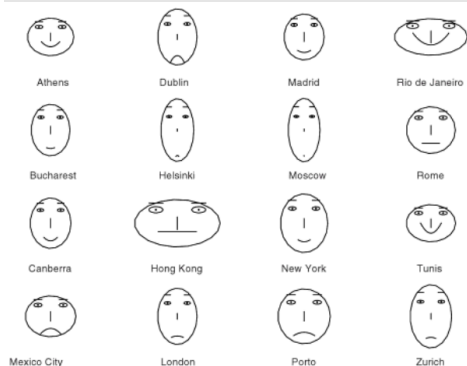 Athens Dublin Madrid Rio de Janeiro
Bucharest Helsinki Moscow Rome
Canberra Hong Kong New York Tunis
Mexico City London Porto Zurich